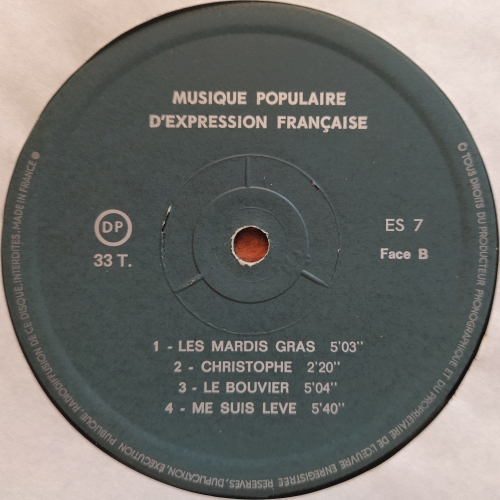 MUSIQUE POPULAIRE
D'EXPRESSION FRANÇAISE
DP
33 T.
ES 7
Face B
1 - LES MARDIS GRAS 5'03''
2 - CHRISTOPHE 2'20''
3 - LE BOUVIER 5'04''
4 - ME SUIS LEVE 5'40''
TOUS DROITS DU PRODUCTEUR PHONOGRAPHIQUE ET DU PROPRIETAIRE DE L'ŒUVRE ENREGISTREE RESERVES, DUPLICATION, EXECUTION PUBLIQUE, RADIODIFFUSION DE CE DISQUE, INTERDITES. MADE IN FRANCE